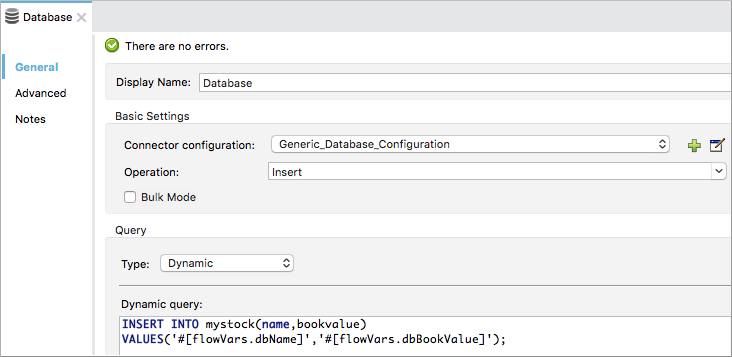 Database
There are no errors.
General
Advanced
Notes
Display Name: Database
Basic Settings
Connector configuration: Generic_Database_Configuration
Operation: Insert
Bulk Mode
Query
Type: Dynamic
Dynamic query:
INSERT INTO mystock(name,bookvalue)
VALUES('#[flowVars.dbName]','#[flowVars.dbBookValue]');